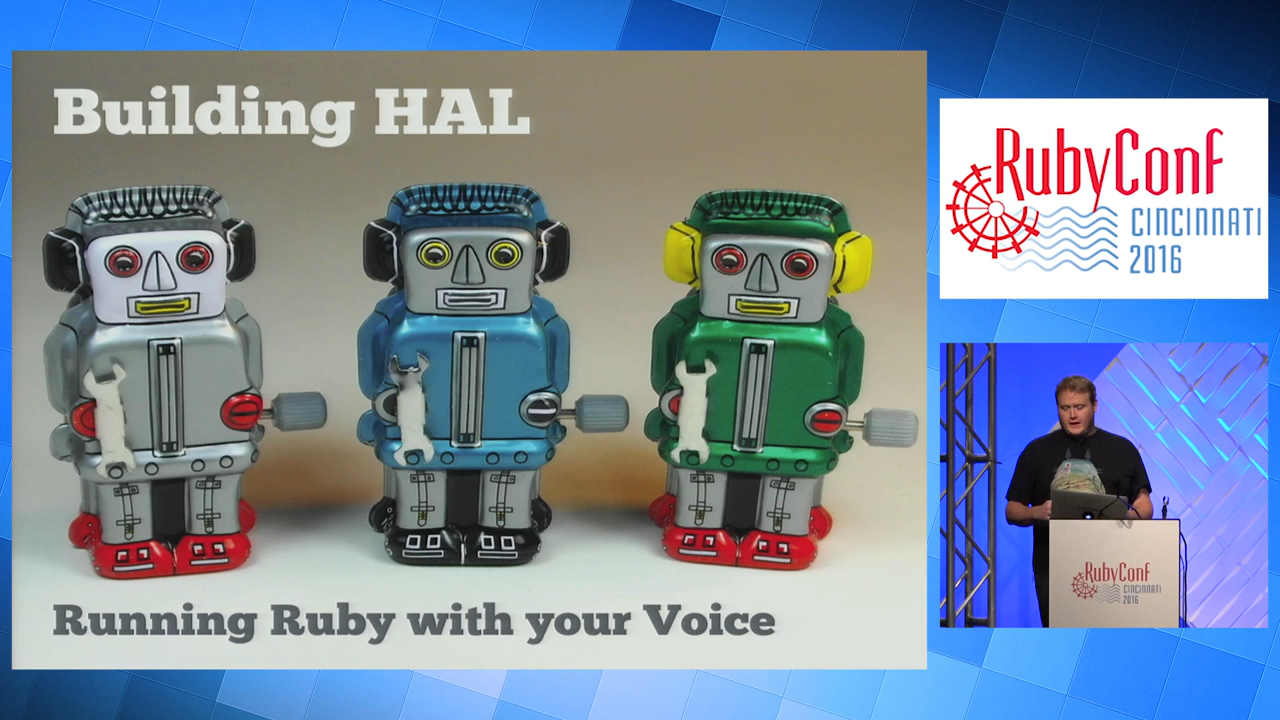 Building HAL
Running Ruby with your Voice
RubyConf
CINCINNATI
2016
RubyConf
CINCINNATI
2016